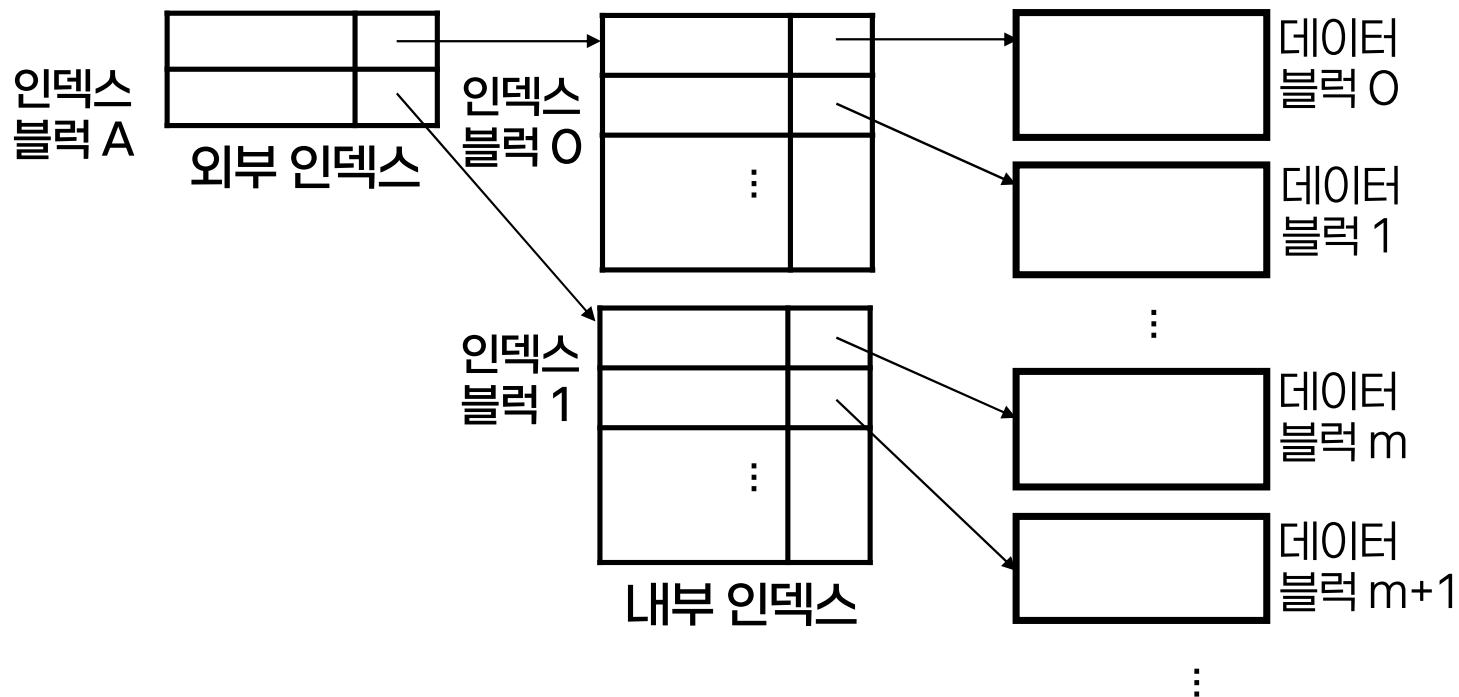 인덱스
블럭 A
외부 인덱스
인덱스
블럭 0
⋮
데이터
블럭 0
데이터
블럭 1
⋮
인덱스
블럭 1
⋮
내부 인덱스
데이터
블럭 m
데이터
블럭 m+1
⋮